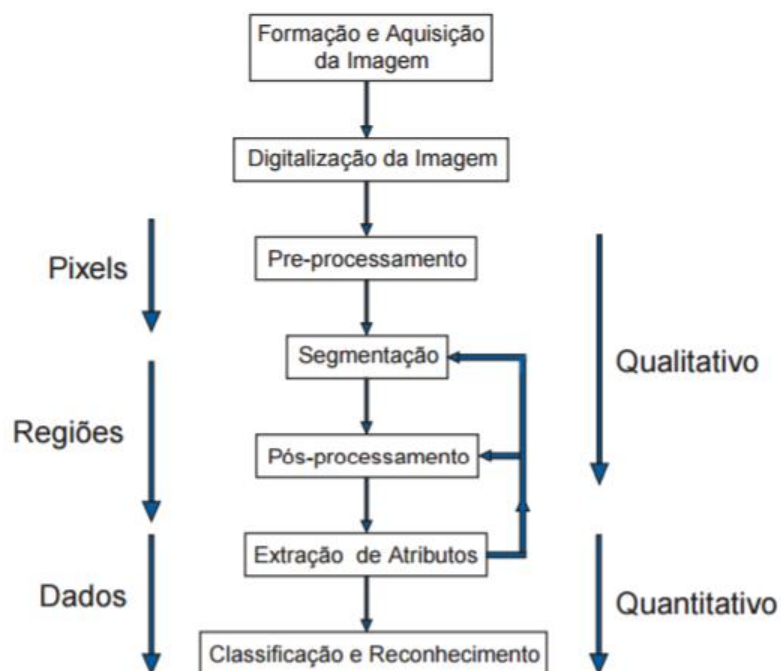 Formação e Aquisição
da Imagem
Digitalização da Imagem
Pixels
Pre-processamento
Segmentação
Qualitativo
Regiões
Pós-processamento
Extração de Atributos
Dados
Quantitativo
Classificação e Reconhecimento